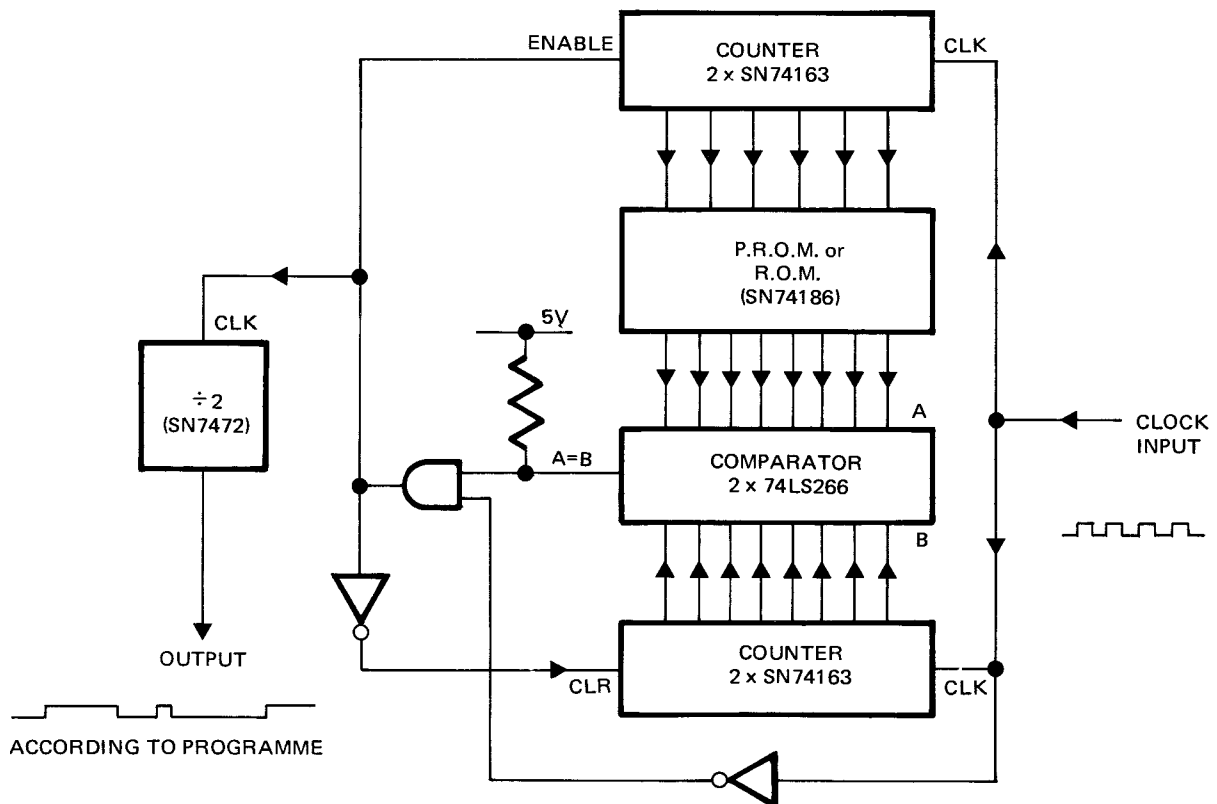 ENABLE
COUNTER
2 x SN74163
CLK
P.R.O.M. or
R.O.M.
(SN74186)
CLK
÷2
(SN7472)
5V
A=B
A
COMPARATOR
2 x 74LS266
B
CLOCK
INPUT
OUTPUT
COUNTER
2 x SN74163
CLR
CLK
ACCORDING TO PROGRAMME